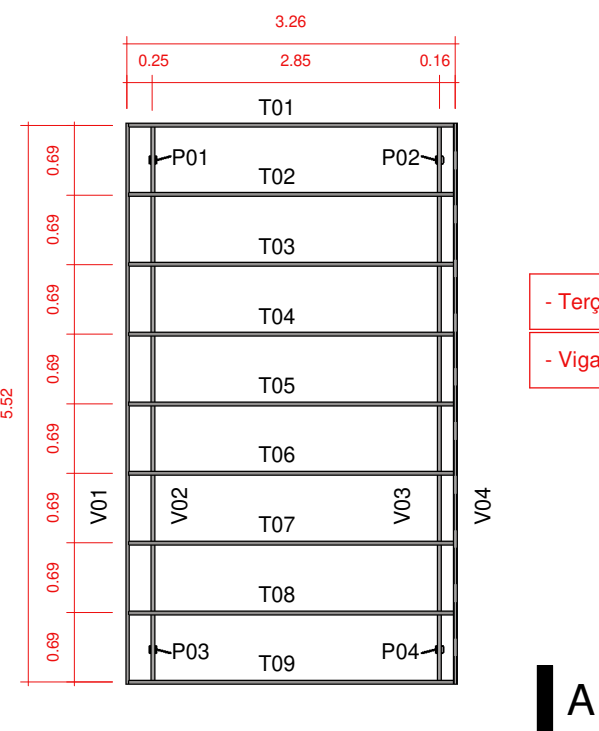 3.26
0.25 2.85 0.16
T01
0.69 P01 P02
T02
0.69
T03
0.69
- Terç
T04
0.69
- Viga
T05
5.52
0.69
T06
0.69 V01 V02 V03 V04
T07
0.69
T08
0.69 P03 P04
T09
A